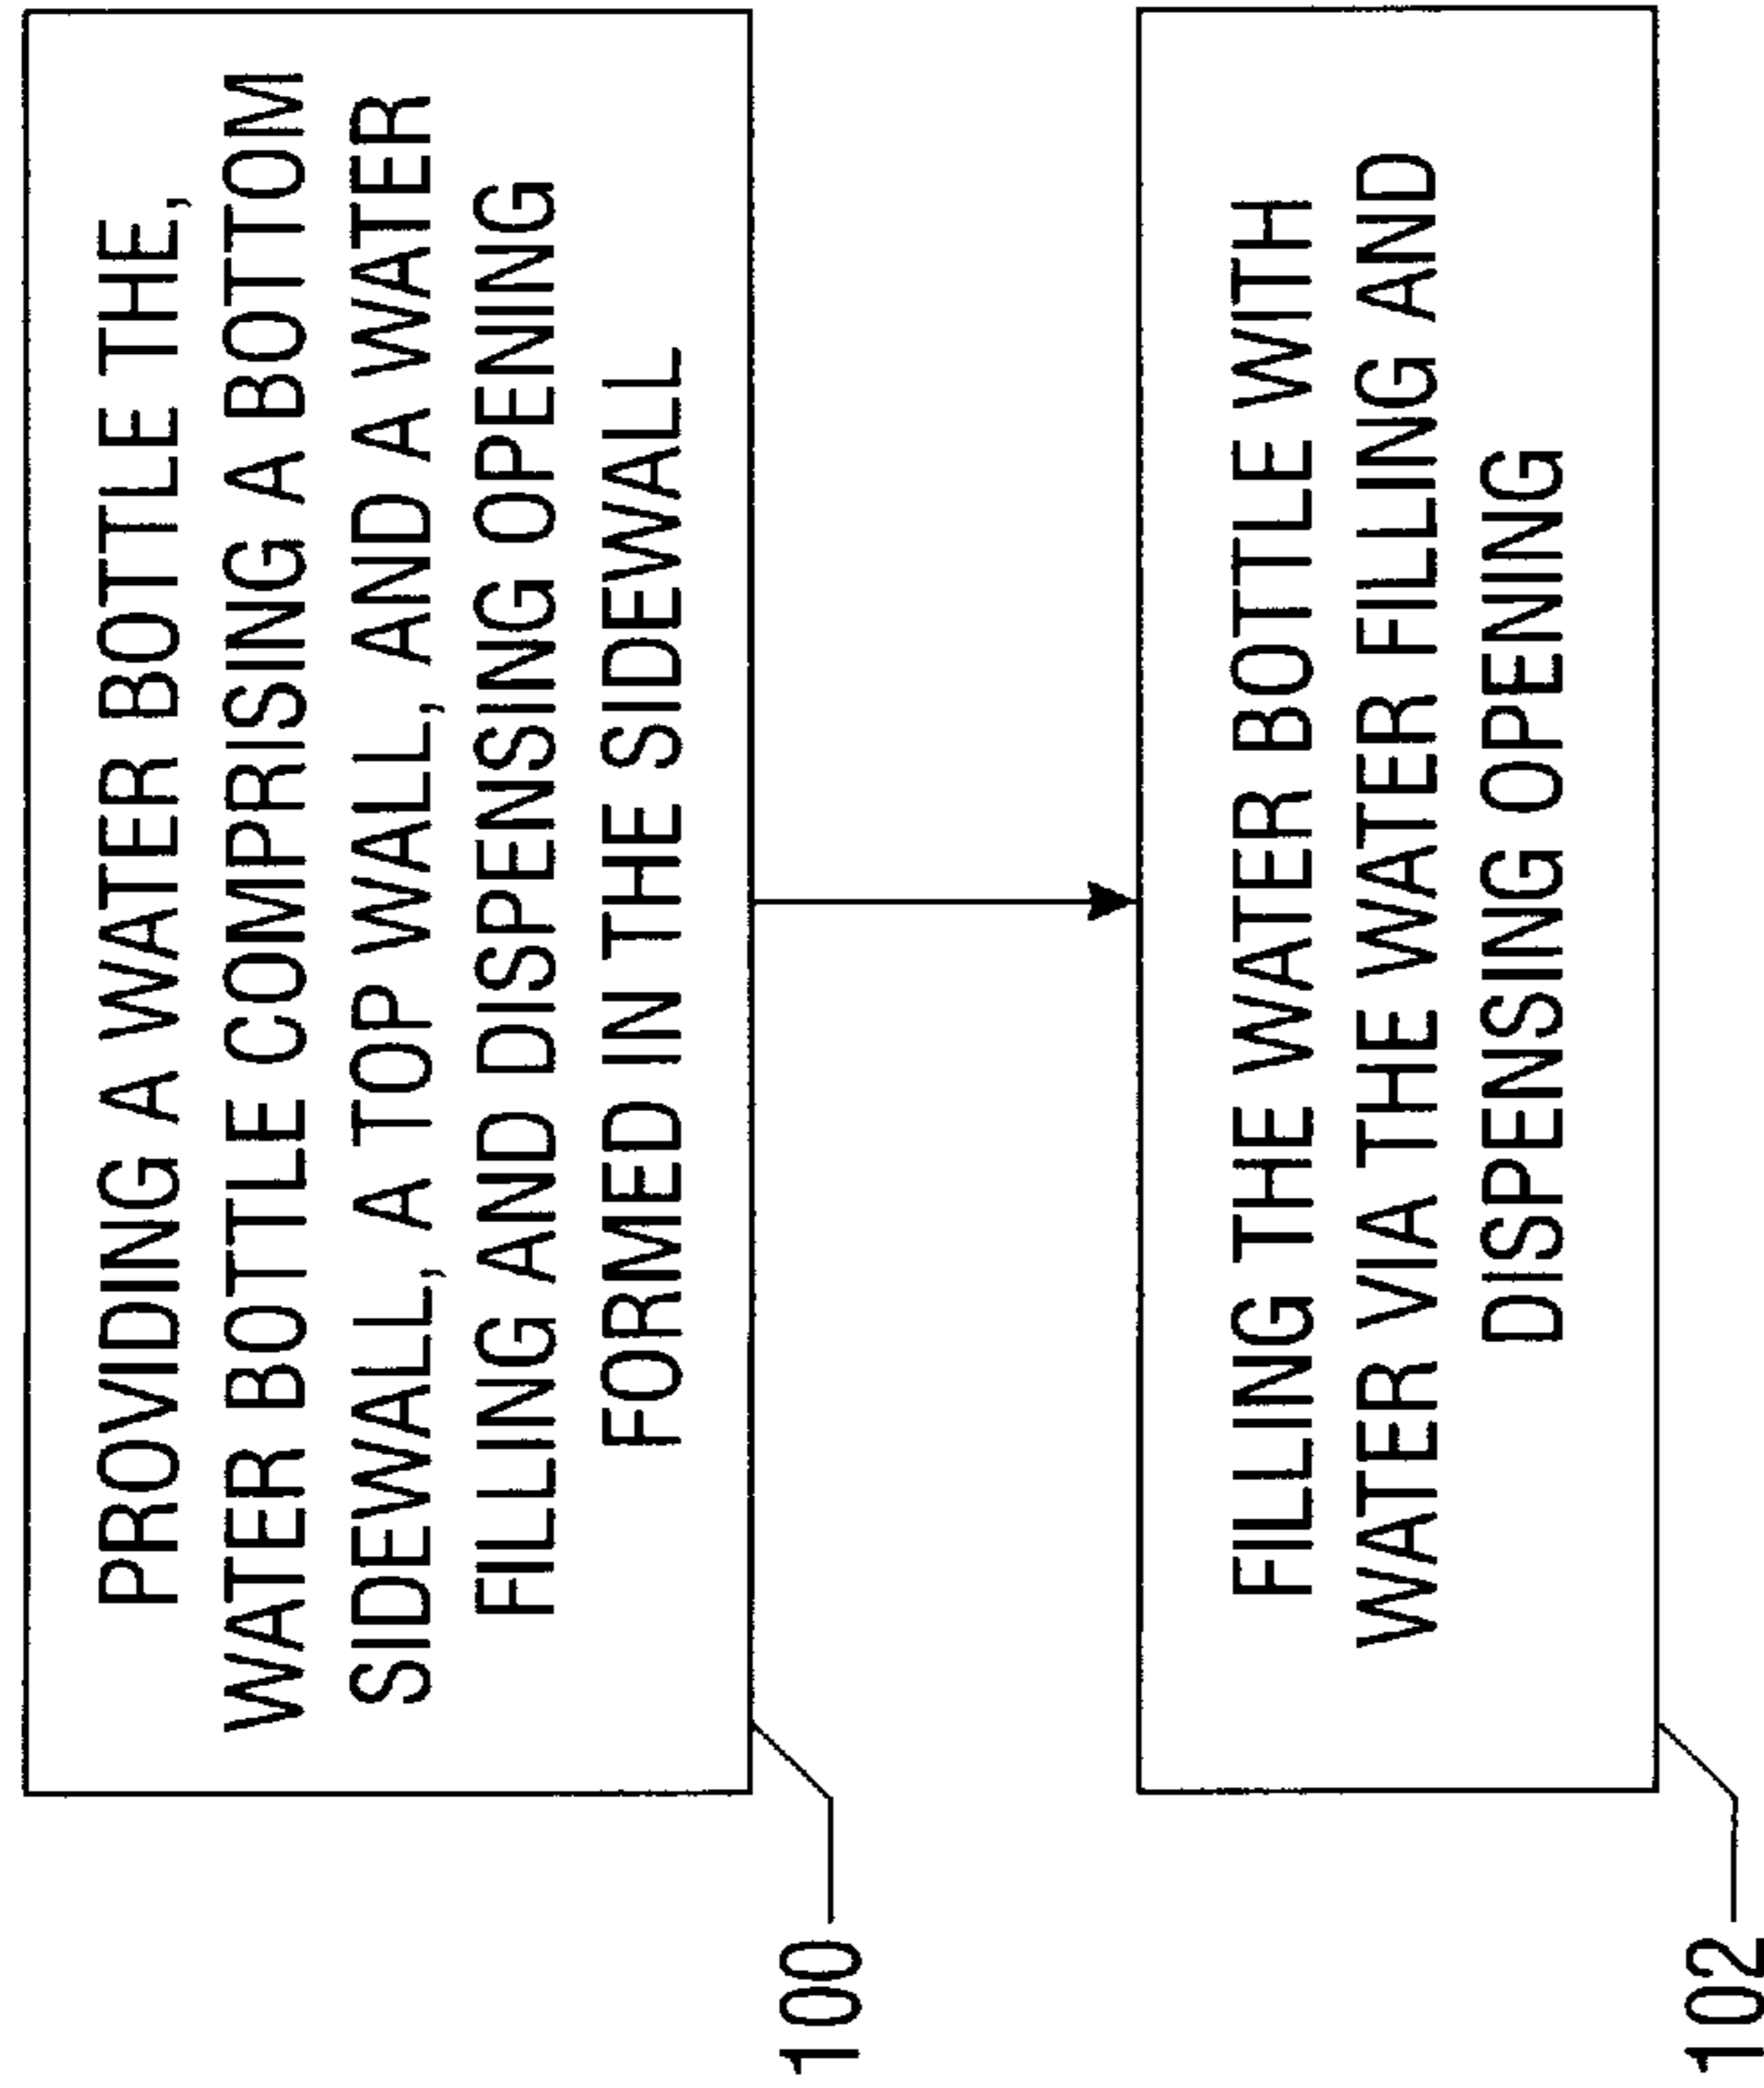 PROVIDING A WATER BOTTLE THE,
WATER BOTTLE COMPRISING A BOTTOM
SIDEWALL, A TOP WALL, AND A WATER
FILLING AND DISPENSING OPENING
FORMED IN THE SIDEWALL
100
FILLING THE WATER BOTTLE WITH
WATER VIA THE WATER FILLING AND
DISPENSING OPENING
102